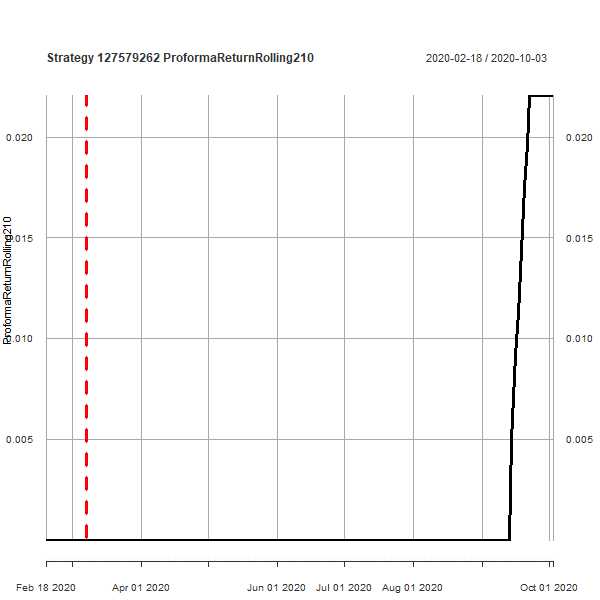 Strategy 127579262 ProformaReturnRolling210
2020-02-18 / 2020-10-03
ProformaReturnRolling210
0.020
0.015
0.010
0.005
0.020
0.015
0.010
0.005
Feb 18 2020
Apr 01 2020
Jun 01 2020
Jul 01 2020
Aug 01 2020
Oct 01 2020